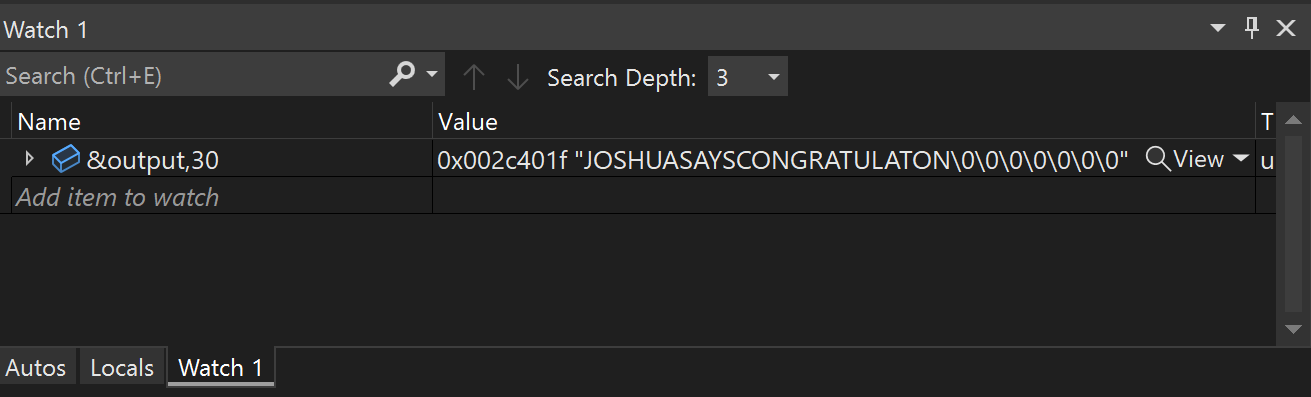 Watch 1
Search (Ctrl+E) Search Depth: 3
Name Value T
&output,30 0x002c401f "JOSHUASAYSCONGRATULATON\0\0\0\0\0\0\0" View u
Add item to watch
Autos Locals Watch 1